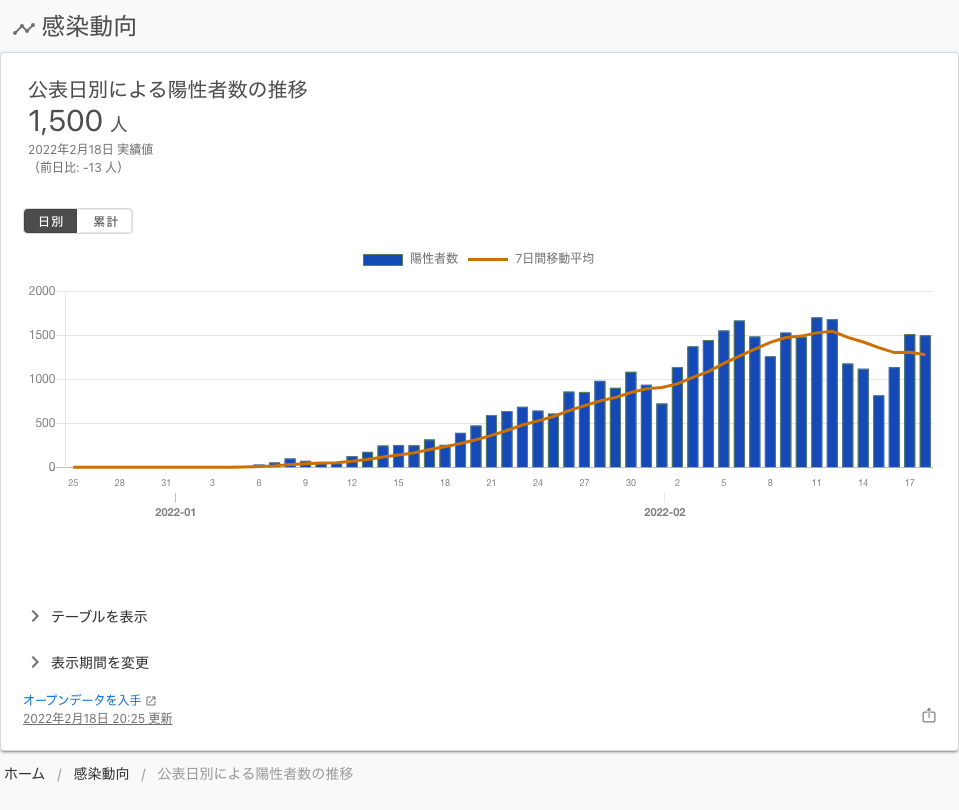 感染動向
公表日別による陽性者数の推移
1,500 人
2022年2月18日 実績値
（前日比: -13 人）
日別 累計
陽性者数 7日間移動平均
2000
1500
1000
500
0
25 28 31 3 6 9 12 15 18 21 24 27 30 2 5 8 11 14 17
2022-01 2022-02
テーブルを表示
表示期間を変更
オープンデータを入手
2022年2月18日 20:25 更新
ホーム / 感染動向 / 公表日別による陽性者数の推移